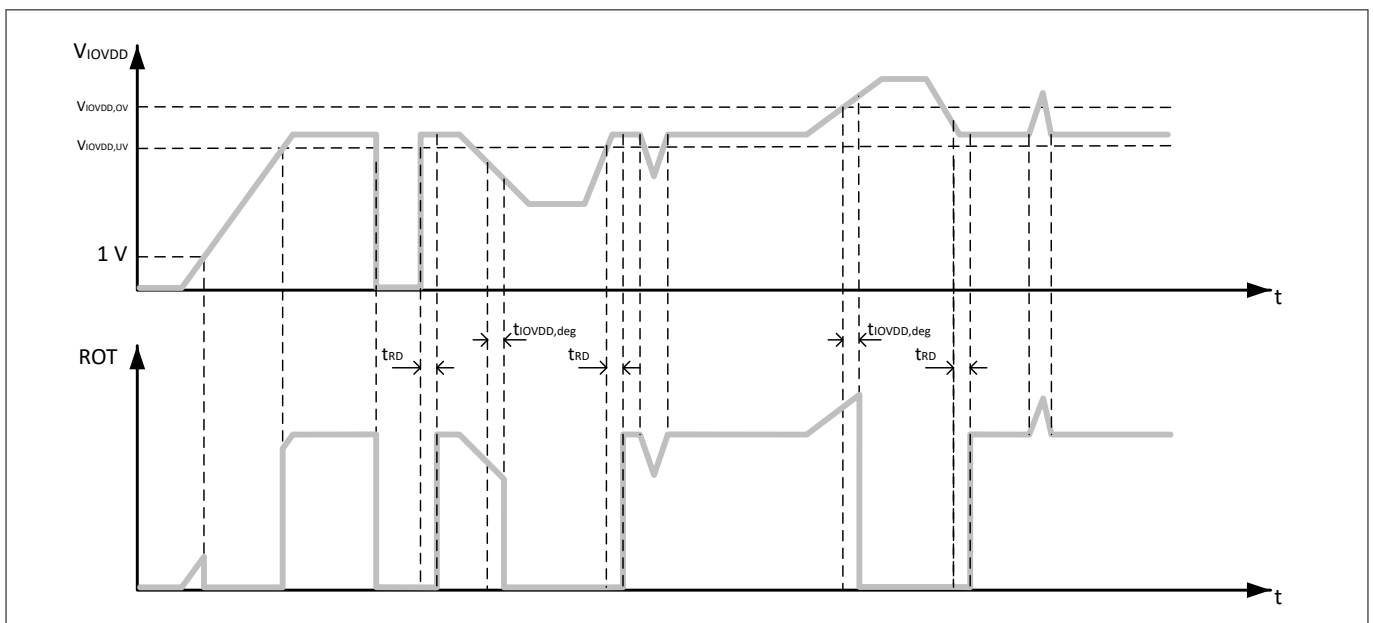 VIOVDD
VIOVDD,OV
VIOVDD,UV
1 V
t
ROT
tRD
tIOVDD,deg
tRD
tIOVDD,deg
tRD
t